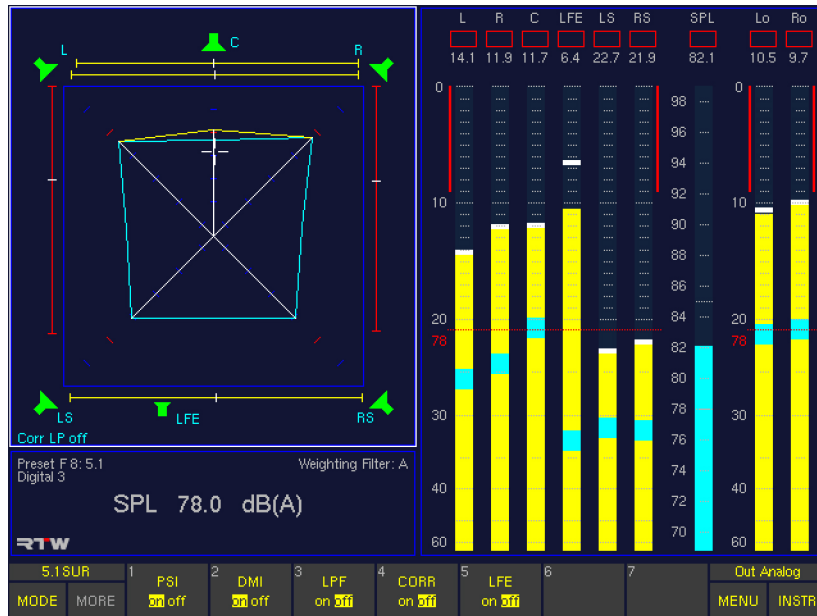 L R C LFE LS RS SPL Lo Ro
14.1 11.9 11.7 6.4 22.7 21.9 82.1 10.5 9.7
L C R
LS LFE RS
Corr LP off
0
10
20
78
30
40
60
98
96
94
92
90
88
86
84
82
80
78
76
74
72
70
0
10
20
78
30
40
60
Preset F 8: 5.1 Weighting Filter: A
Digital 3
SPL 78.0 dB(A)
RTW
5.1SUR 1 2 3 4 5 6 7 Out Analog
PSI DMI LPF CORR LFE
MODE MORE on off on off on off on off on off MENU INSTR